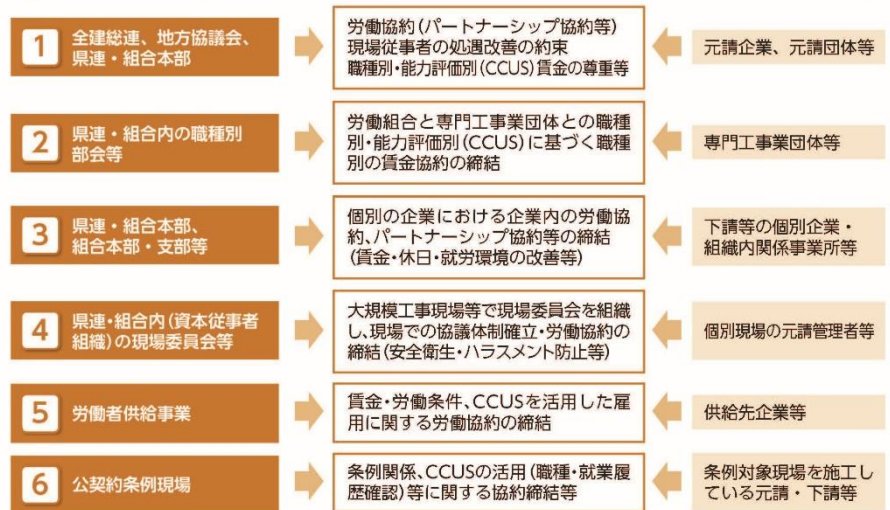 1
全建総連、地方協議会、
県連・組合本部
労働協約(パートナーシップ協約等)
現場従事者の処遇改善の約束
職種別・能力評価別(CCUS)賃金の尊重等
元請企業、元請団体等
2
県連・組合内の職種別
部会等
労働組合と専門工事業団体との職種
別・能力評価別(CCUS)に基づく職種
別の賃金協約の締結
専門工事業団体等
3
県連・組合本部、
組合本部・支部等
個別の企業における企業内の労働協
約、パートナーシップ協約等の締結
(賃金・休日・就労環境の改善等)
下請等の個別企業・
組織内関係事業所等
4
県連・組合内(資本従事者
組織)の現場委員会等
大規模工事現場等で現場委員会を組織
し、現場での協議体制確立・労働協約の
締結(安全衛生・ハラスメント防止等)
個別現場の元請管理者等
5
労働者供給事業
賃金・労働条件、CCUSを活用した雇
用に関する労働協約の締結
供給先企業等
6
公契約条例現場
条例関係、CCUSの活用(職種・就業履
歴確認)等に関する協約締結等
条例対象現場を施工し
ている元請・下請等